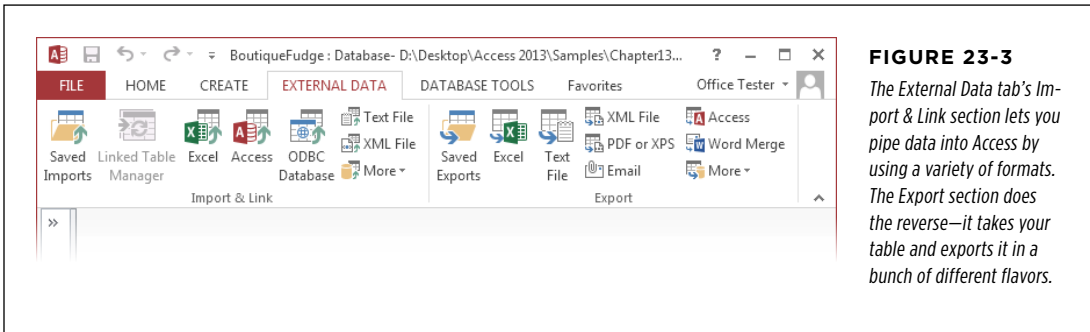 BoutiqueFudge : Database- D:\Desktop\Access 2013\Samples\Chapter13...
?
FILE HOME CREATE EXTERNAL DATA DATABASE TOOLS Favorites Office Tester
Saved Imports
Linked Table Manager
Excel
Access
ODBC Database
Text File
XML File
More
Import & Link
Saved Exports
Excel
Text File
XML File
PDF or XPS
Email
Access
Word Merge
More
Export
FIGURE 23-3
The External Data tab's Im-
port & Link section lets you
pipe data into Access by
using a variety of formats.
The Export section does
the reverse—it takes your
table and exports it in a
bunch of different flavors.